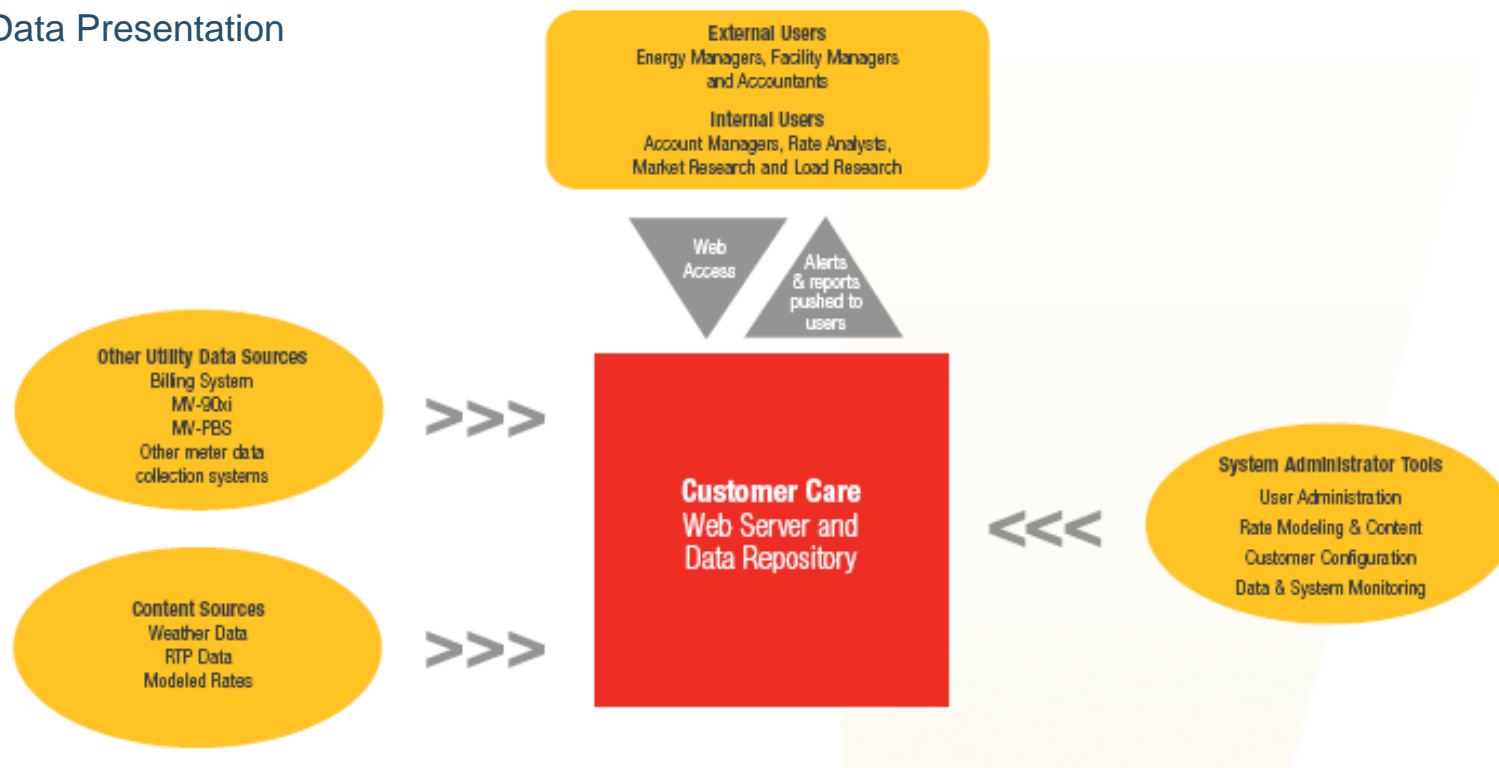 Data Presentation
External Users
Energy Managers, Facility Managers
and Accountants
Internal Users
Account Managers, Rate Analysts,
Market Research and Load Research
Web
Access
Alerts
& reports
pushed to
users
Other Utility Data Sources
Billing System
MV-90xi
MV-PBS
Other meter data
collection systems
>>>
Customer Care
Web Server and
Data Repository
<<<
System Administrator Tools
User Administration
Rate Modeling & Content
Customer Configuration
Data & System Monitoring
Content Sources
Weather Data
RTP Data
Modeled Rates
>>>